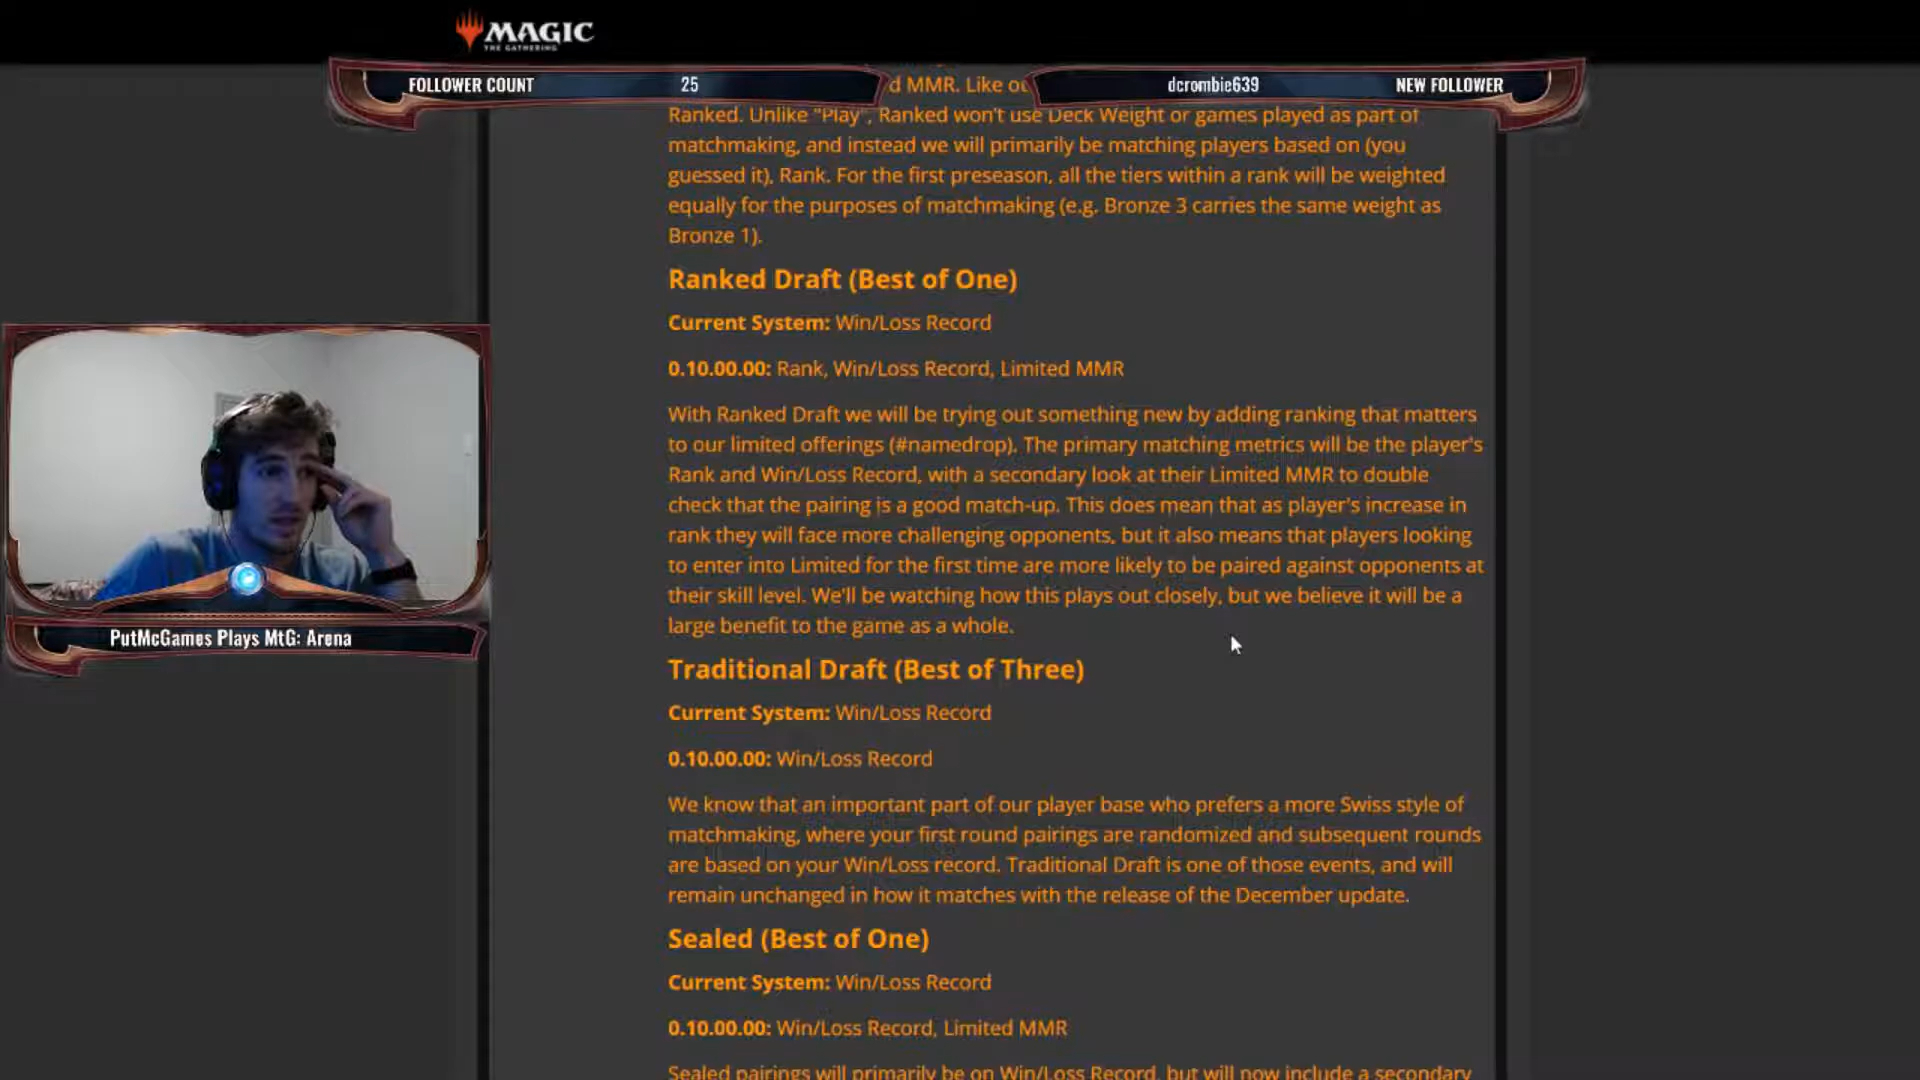 MAGIC
THE GATHERING
FOLLOWER COUNT 25
dcrombie639 NEW FOLLOWER
d MMR. Like ou
Ranked. Unlike "Play", Ranked won't use Deck Weight or games played as part of
matchmaking, and instead we will primarily be matching players based on (you
guessed it), Rank. For the first preseason, all the tiers within a rank will be weighted
equally for the purposes of matchmaking (e.g. Bronze 3 carries the same weight as
Bronze 1).
Ranked Draft (Best of One)
Current System: Win/Loss Record
0.10.00.00: Rank, Win/Loss Record, Limited MMR
With Ranked Draft we will be trying out something new by adding ranking that matters
to our limited offerings (#namedrop). The primary matching metrics will be the player's
Rank and Win/Loss Record, with a secondary look at their Limited MMR to double
check that the pairing is a good match-up. This does mean that as player's increase in
rank they will face more challenging opponents, but it also means that players looking
to enter into Limited for the first time are more likely to be paired against opponents at
their skill level. We'll be watching how this plays out closely, but we believe it will be a
large benefit to the game as a whole.
PutMcGames Plays MtG: Arena
Traditional Draft (Best of Three)
Current System: Win/Loss Record
0.10.00.00: Win/Loss Record
We know that an important part of our player base who prefers a more Swiss style of
matchmaking, where your first round pairings are randomized and subsequent rounds
are based on your Win/Loss record. Traditional Draft is one of those events, and will
remain unchanged in how it matches with the release of the December update.
Sealed (Best of One)
Current System: Win/Loss Record
0.10.00.00: Win/Loss Record, Limited MMR
Sealed pairings will primarily be on Win/Loss Record, but will now include a secondary